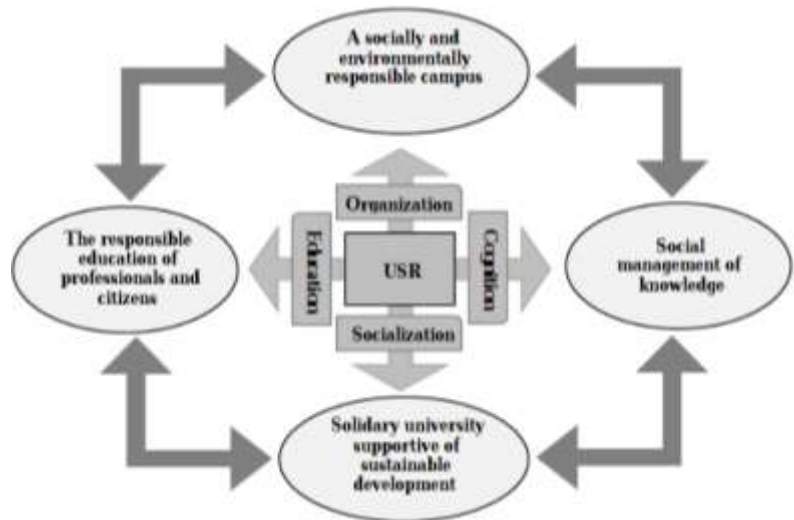 A socially and
environmentally
responsible campus
Organization
The responsible
education of
professionals and
citizens
Education
USR
Cognition
Social
management of
knowledge
Socialization
Solidary university
supportive of
sustainable
development